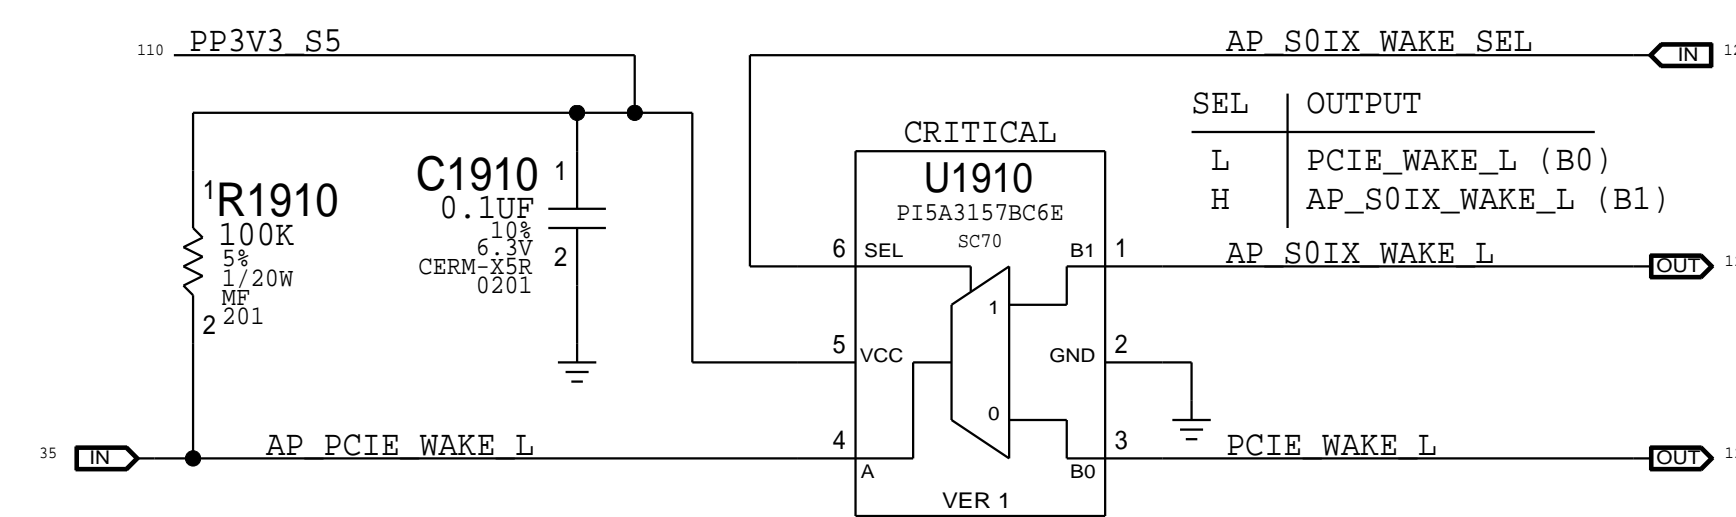 110 PP3V3_S5
AP_S0IX_WAKE_SEL
IN
SEL OUTPUT
L PCIE_WAKE_L (B0)
H AP_S0IX_WAKE_L (B1)
CRITICAL
U1910
PI5A3157BC6E
SC70
1
R1910
100K
5%
1/20W
MF
201
2
C1910
0.1UF
10%
6.3V
CERM-X5R
0201
1
2
6 SEL
B1 1
AP_S0IX_WAKE_L
OUT
1
5 VCC
GND 2
0
35 IN
AP_PCIE_WAKE_L
4
A
3
B0
PCIE_WAKE_L
OUT
VER 1